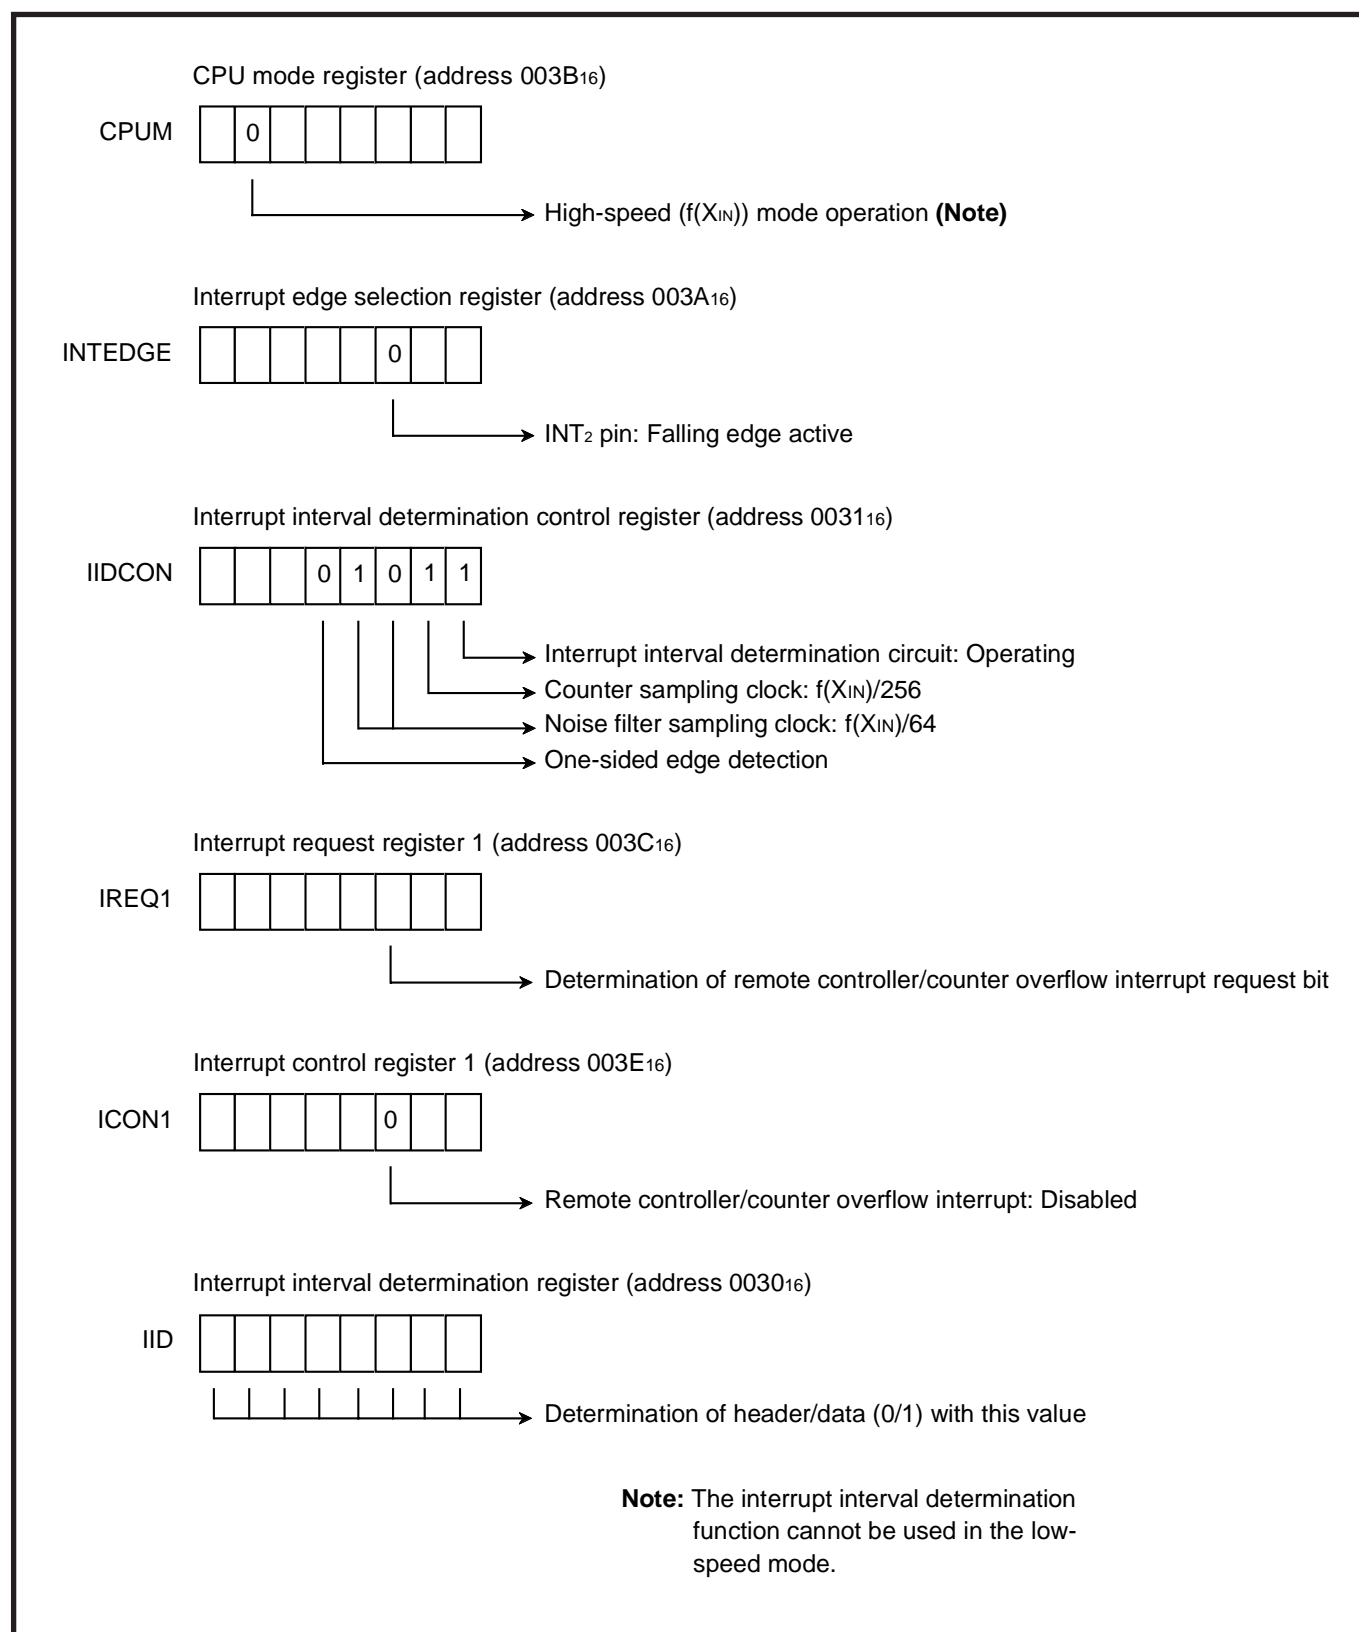 CPU mode register (address 003B16)
CPUM 0
High-speed (f(XIN)) mode operation (Note)
Interrupt edge selection register (address 003A16)
INTEDGE 0
INT2 pin: Falling edge active
Interrupt interval determination control register (address 003116)
IIDCON 0 1 0 1 1
Interrupt interval determination circuit: Operating
Counter sampling clock: f(XIN)/256
Noise filter sampling clock: f(XIN)/64
One-sided edge detection
Interrupt request register 1 (address 003C16)
IREQ1
Determination of remote controller/counter overflow interrupt request bit
Interrupt control register 1 (address 003E16)
ICON1 0
Remote controller/counter overflow interrupt: Disabled
Interrupt interval determination register (address 003016)
IID
Determination of header/data (0/1) with this value
Note: The interrupt interval determination
function cannot be used in the low-
speed mode.